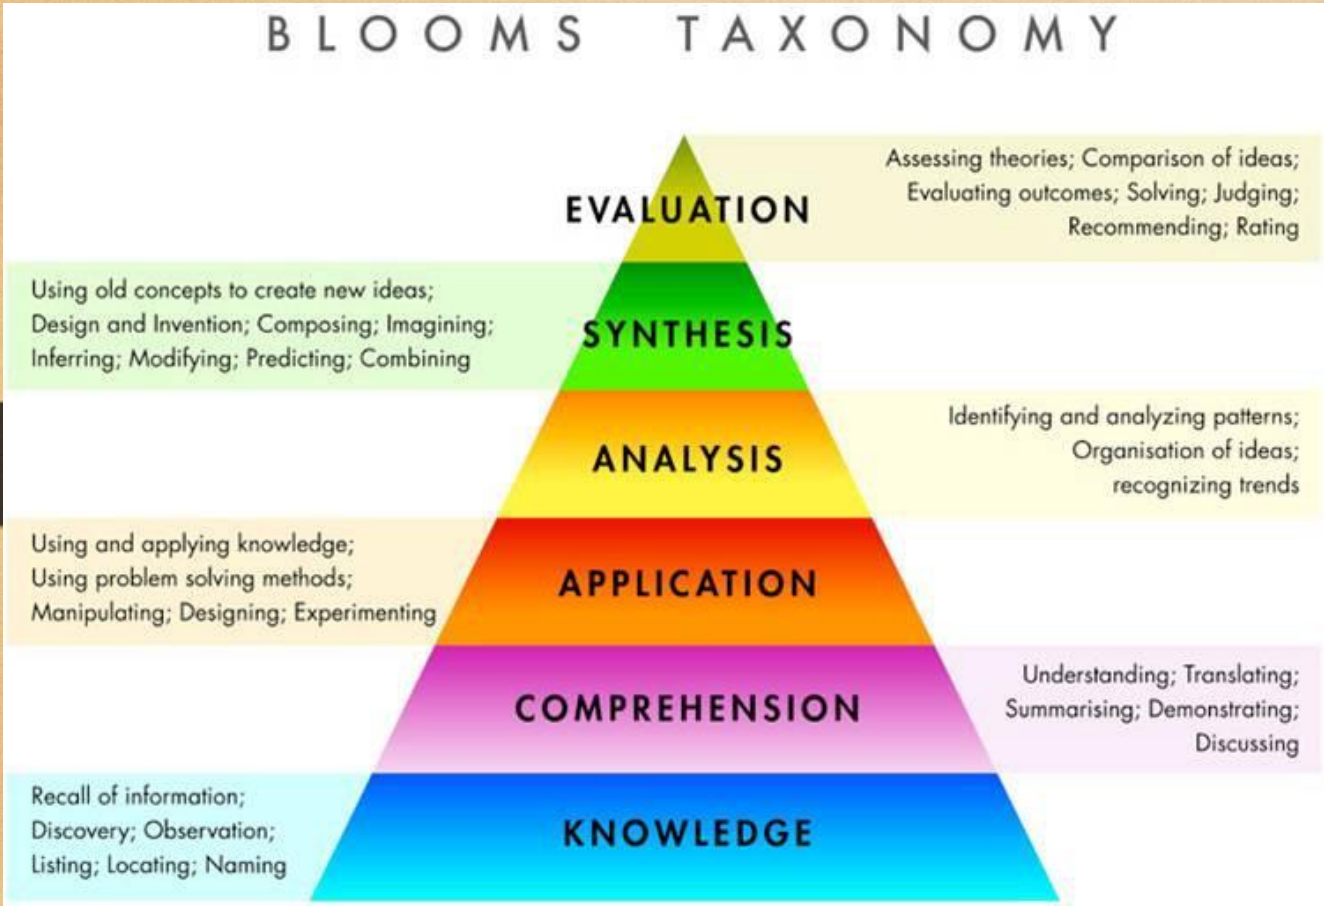 BLOOMS TAXONOMY
EVALUATION
Assessing theories; Comparison of ideas;
Evaluating outcomes; Solving; Judging;
Recommending; Rating
Using old concepts to create new ideas;
Design and Invention; Composing; Imagining;
Inferring; Modifying; Predicting; Combining
SYNTHESIS
ANALYSIS
Identifying and analyzing patterns;
Organisation of ideas;
recognizing trends
Using and applying knowledge;
Using problem solving methods;
Manipulating; Designing; Experimenting
APPLICATION
COMPREHENSION
Understanding; Translating;
Summarising; Demonstrating;
Discussing
Recall of information;
Discovery; Observation;
Listing; Locating; Naming
KNOWLEDGE